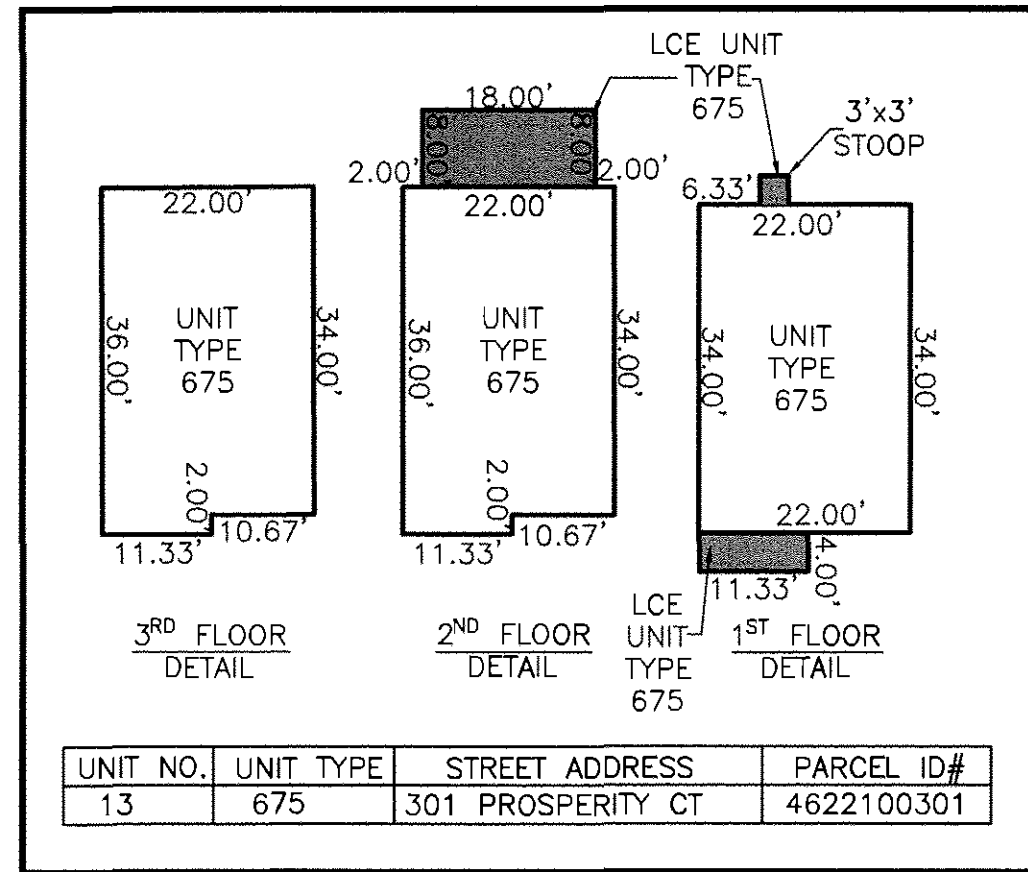 LCE UNIT
TYPE
675
3'x3'
STOOP
22.00'
36.00'
34.00'
UNIT
TYPE
675
2.00'
10.67'
11.33'
3RD FLOOR
DETAIL
18.00'
8.00'
8.00'
2.00'
2.00'
22.00'
36.00'
34.00'
UNIT
TYPE
675
2.00'
10.67'
11.33'
2ND FLOOR
DETAIL
6.33'
22.00'
34.00'
34.00'
UNIT
TYPE
675
22.00'
4.00'
11.33'
LCE
UNIT
TYPE
675
1ST FLOOR
DETAIL
UNIT NO. UNIT TYPE STREET ADDRESS PARCEL ID#
13 675 301 PROSPERITY CT 4622100301